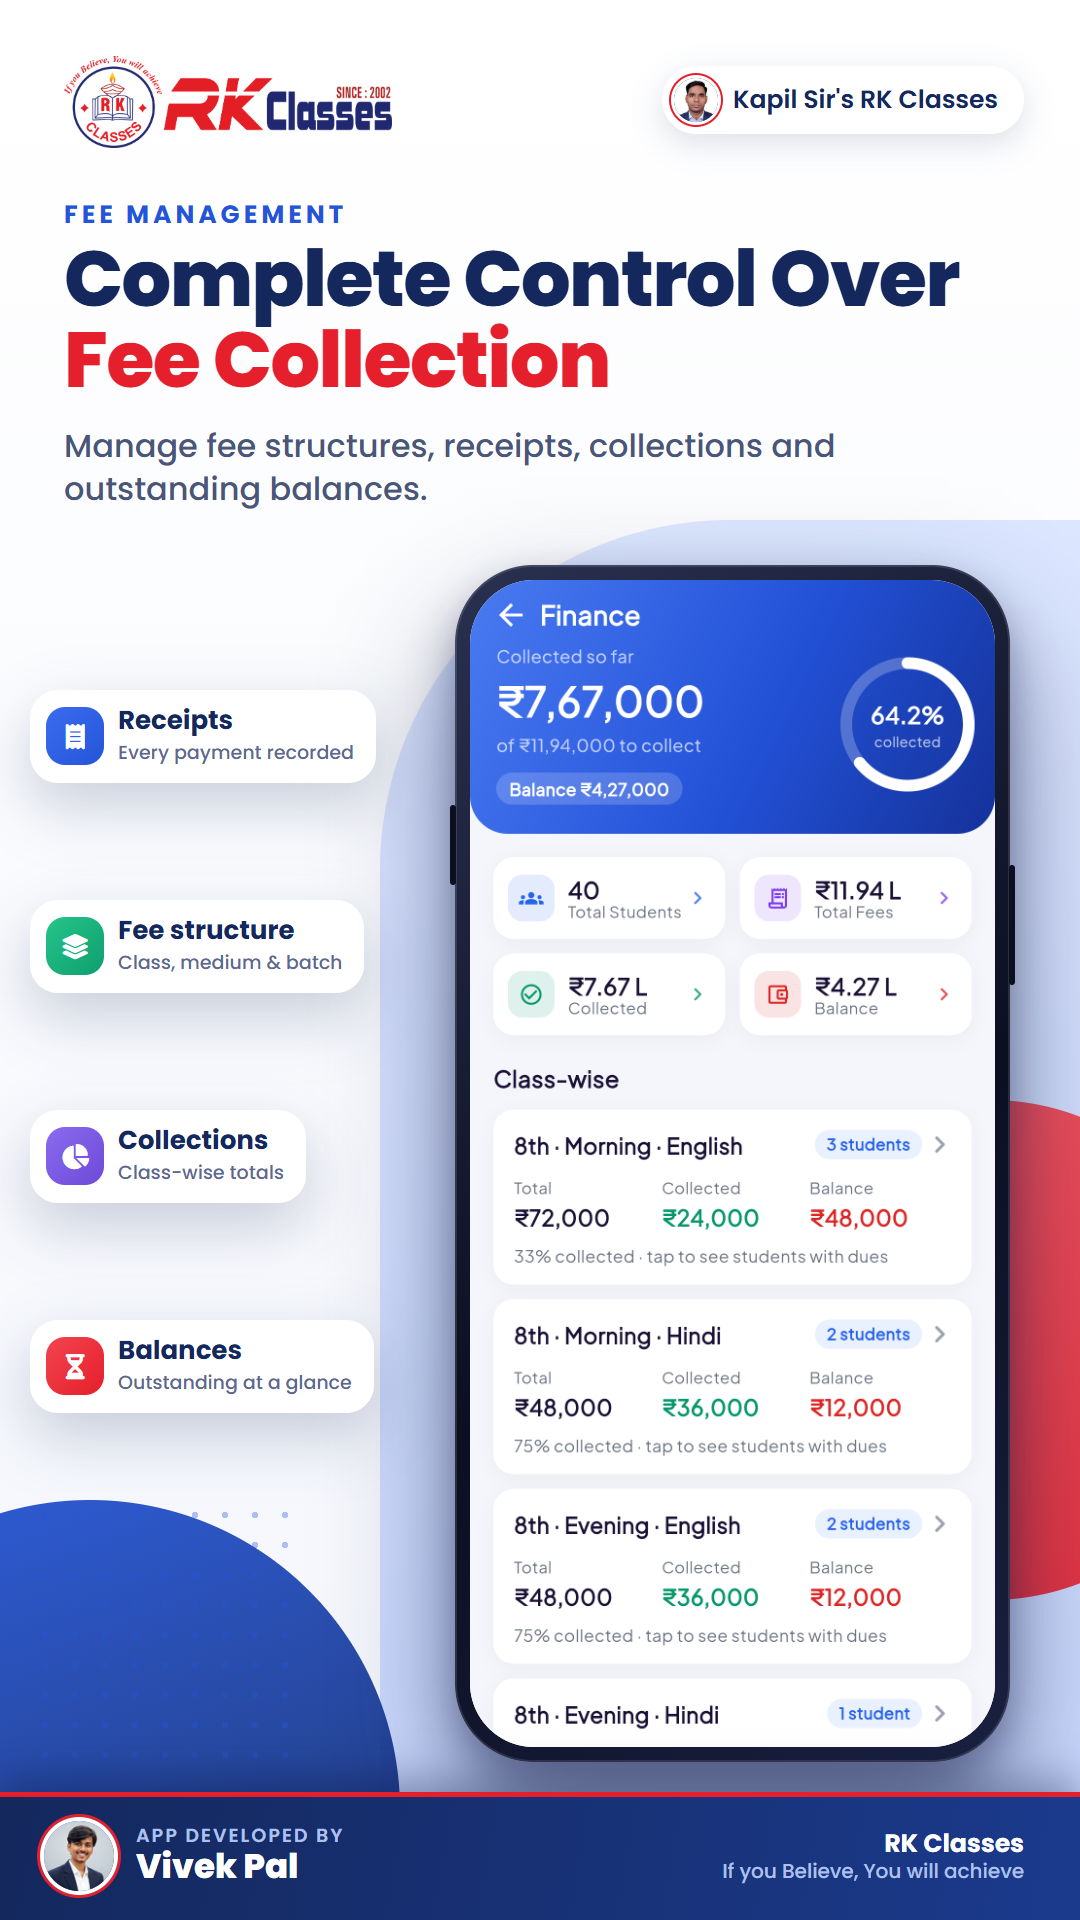 If you Believe, You will achieve
RK
CLASSES
RK Classes
SINCE : 2002
Kapil Sir's RK Classes
FEE MANAGEMENT
Complete Control Over
Fee Collection
Manage fee structures, receipts, collections and
outstanding balances.
Receipts
Every payment recorded
Fee structure
Class, medium & batch
Collections
Class-wise totals
Balances
Outstanding at a glance
Finance
Collected so far
₹7,67,000
of ₹11,94,000 to collect
Balance ₹4,27,000
64.2%
collected
40
Total Students
₹11.94 L
Total Fees
₹7.67 L
Collected
₹4.27 L
Balance
Class-wise
8th · Morning · English
3 students
Total Collected Balance
₹72,000 ₹24,000 ₹48,000
33% collected · tap to see students with dues
8th · Morning · Hindi
2 students
Total Collected Balance
₹48,000 ₹36,000 ₹12,000
75% collected · tap to see students with dues
8th · Evening · English
2 students
Total Collected Balance
₹48,000 ₹36,000 ₹12,000
75% collected · tap to see students with dues
8th · Evening · Hindi
1 student
APP DEVELOPED BY
Vivek Pal
RK Classes
If you Believe, You will achieve